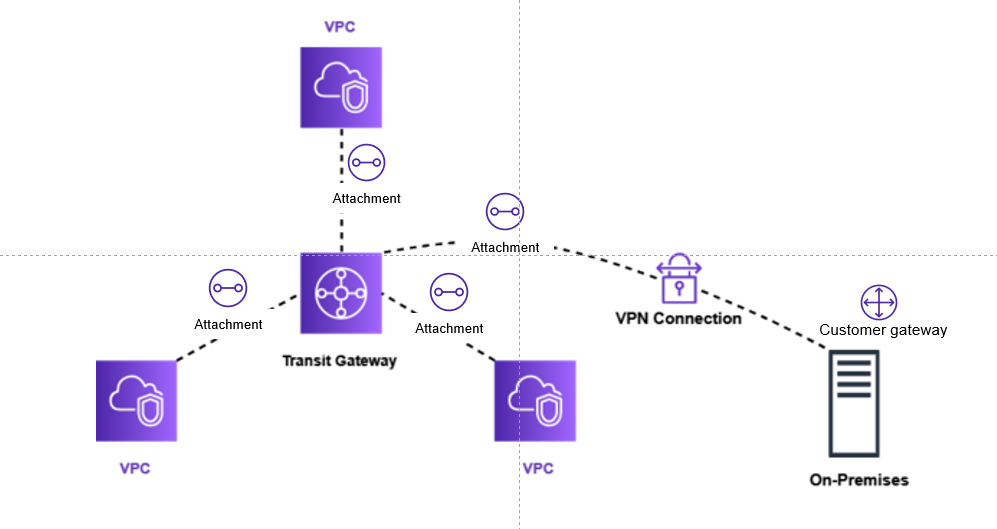 VPC
Attachment
Attachment
Attachment
Attachment
VPN Connection
Customer gateway
Transit Gateway
VPC
VPC
On-Premises